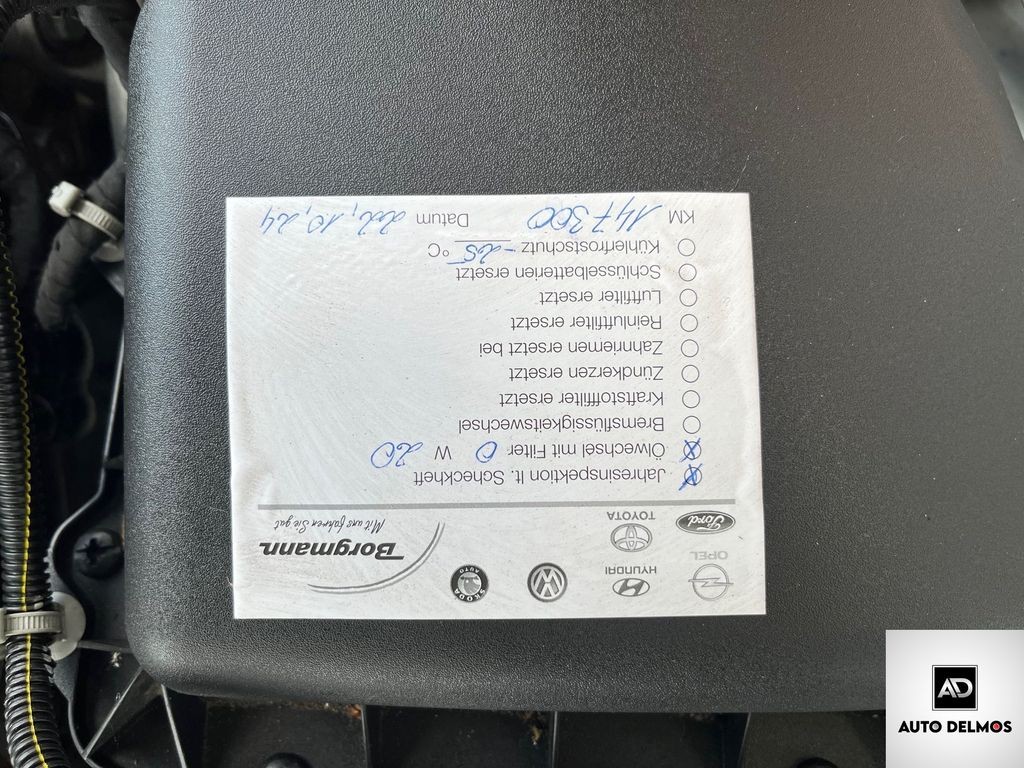 OPEL
HYUNDAI
SKODA
AUTO
Ford
TOYOTA
Borgmann
Mit uns fahren Sie gut
Jahresinspektion lt. Scheckheft
Ölwechsel mit Filter 0 W 20
Bremsflüssigkeitswechsel
Kraftstofffilter ersetzt
Zündkerzen ersetzt
Zahnriemen ersetzt bei
Reinluftfilter ersetzt
Luftfilter ersetzt
Schlüsselbatterien ersetzt
Kühlerfrostschutz -25 °C
KM 147300 Datum 22.10.24
AD
AUTO DELMOS